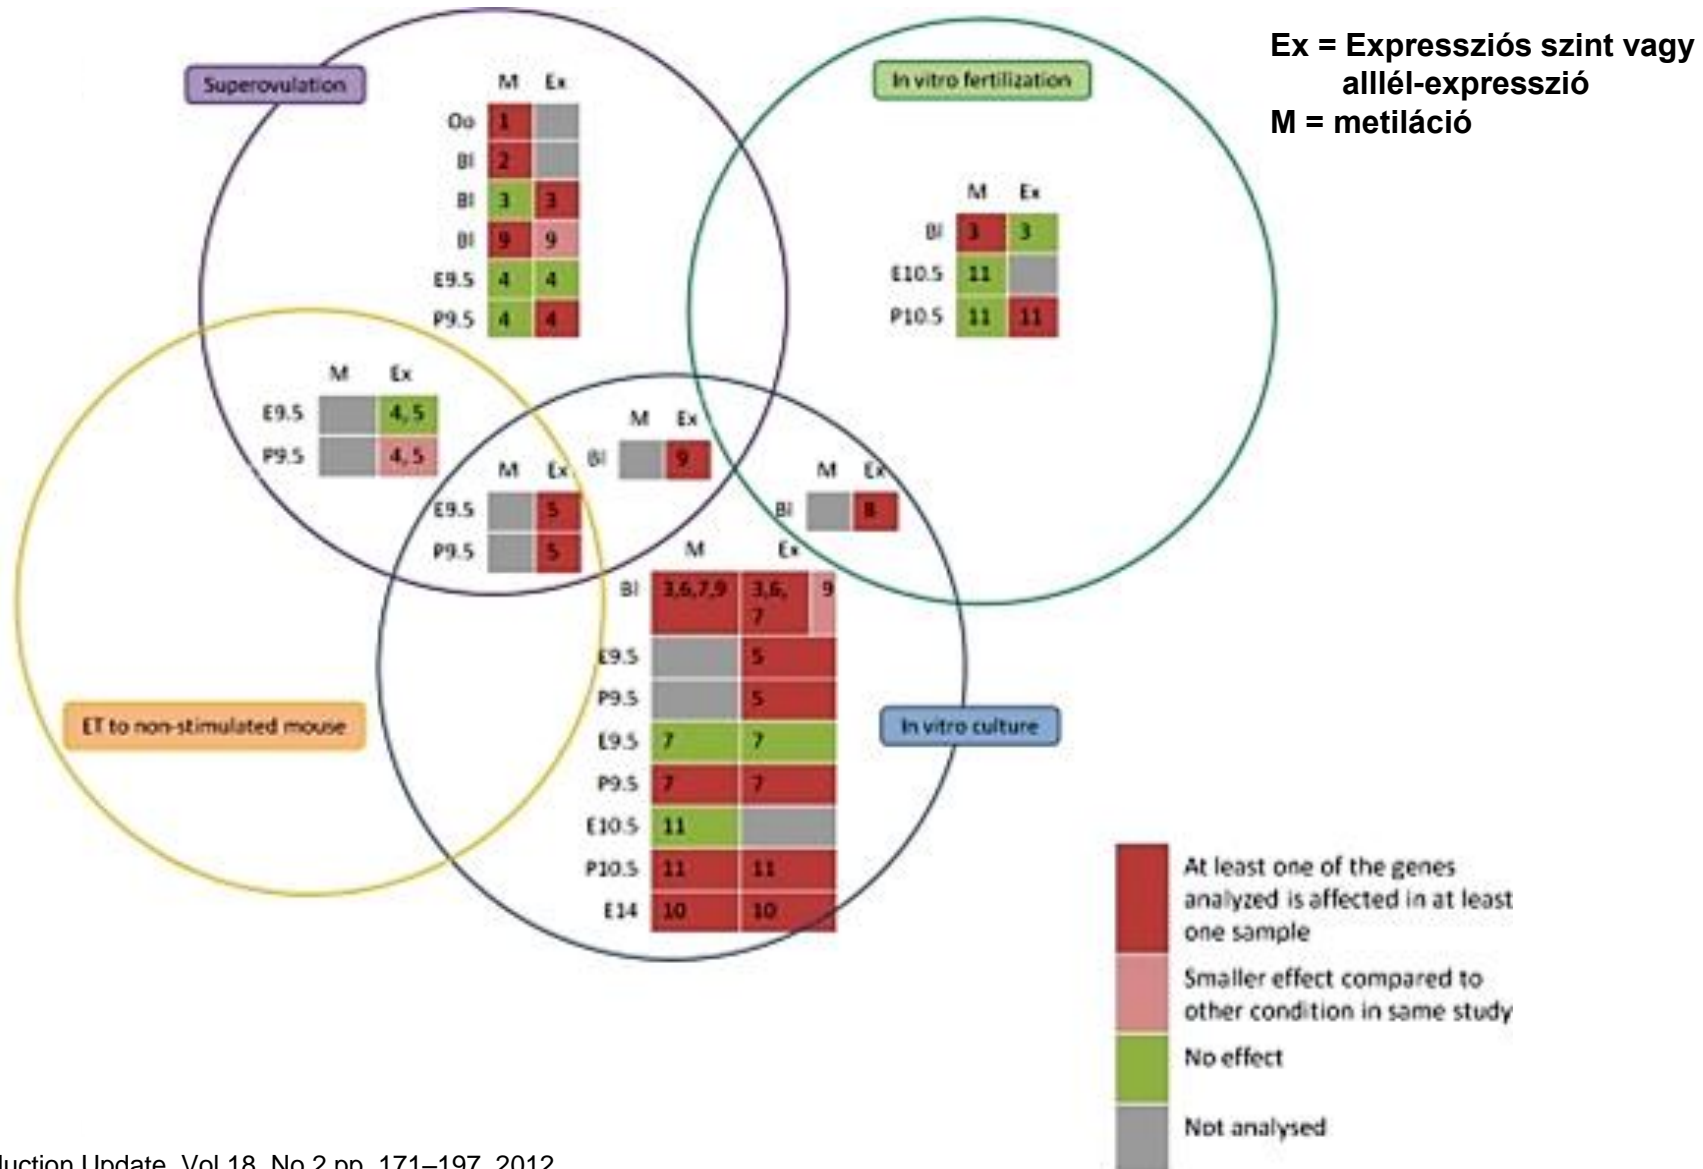 Ex = Expressziós szint vagy
alllél-expresszió
M = metiláció
Superovulation
M Ex
Oo 1
Bl 2
Bl 3 3
Bl 9 9
E9.5 4 4
P9.5 4 4
In vitro fertilization
M Ex
Bl 3 3
E10.5 11
P10.5 11 11
M Ex
E9.5 4, 5
P9.5 4, 5
M Ex
Bl 9
M Ex
E9.5 5
P9.5 5
M Ex
Bl 8
M Ex
Bl 3,6,7,9 3,6, 9
7
E9.5 5
P9.5 5
E9.5 7 7
P9.5 7 7
E10.5 11
P10.5 11 11
E14 10 10
ET to non-stimulated mouse
In vitro culture
At least one of the genes
analyzed is affected in at least
one sample
Smaller effect compared to
other condition in same study
No effect
Not analysed
Update, Vol.18, No.2 pp. 171–197, 2012